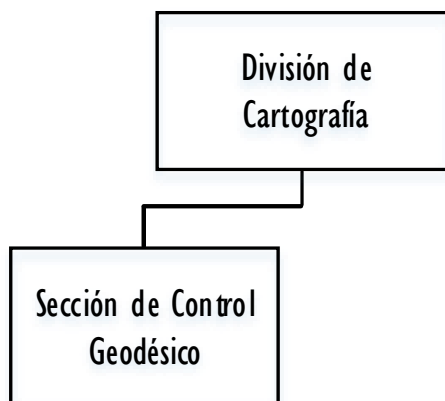 División de
Cartografía
Sección de Control
Geodésico